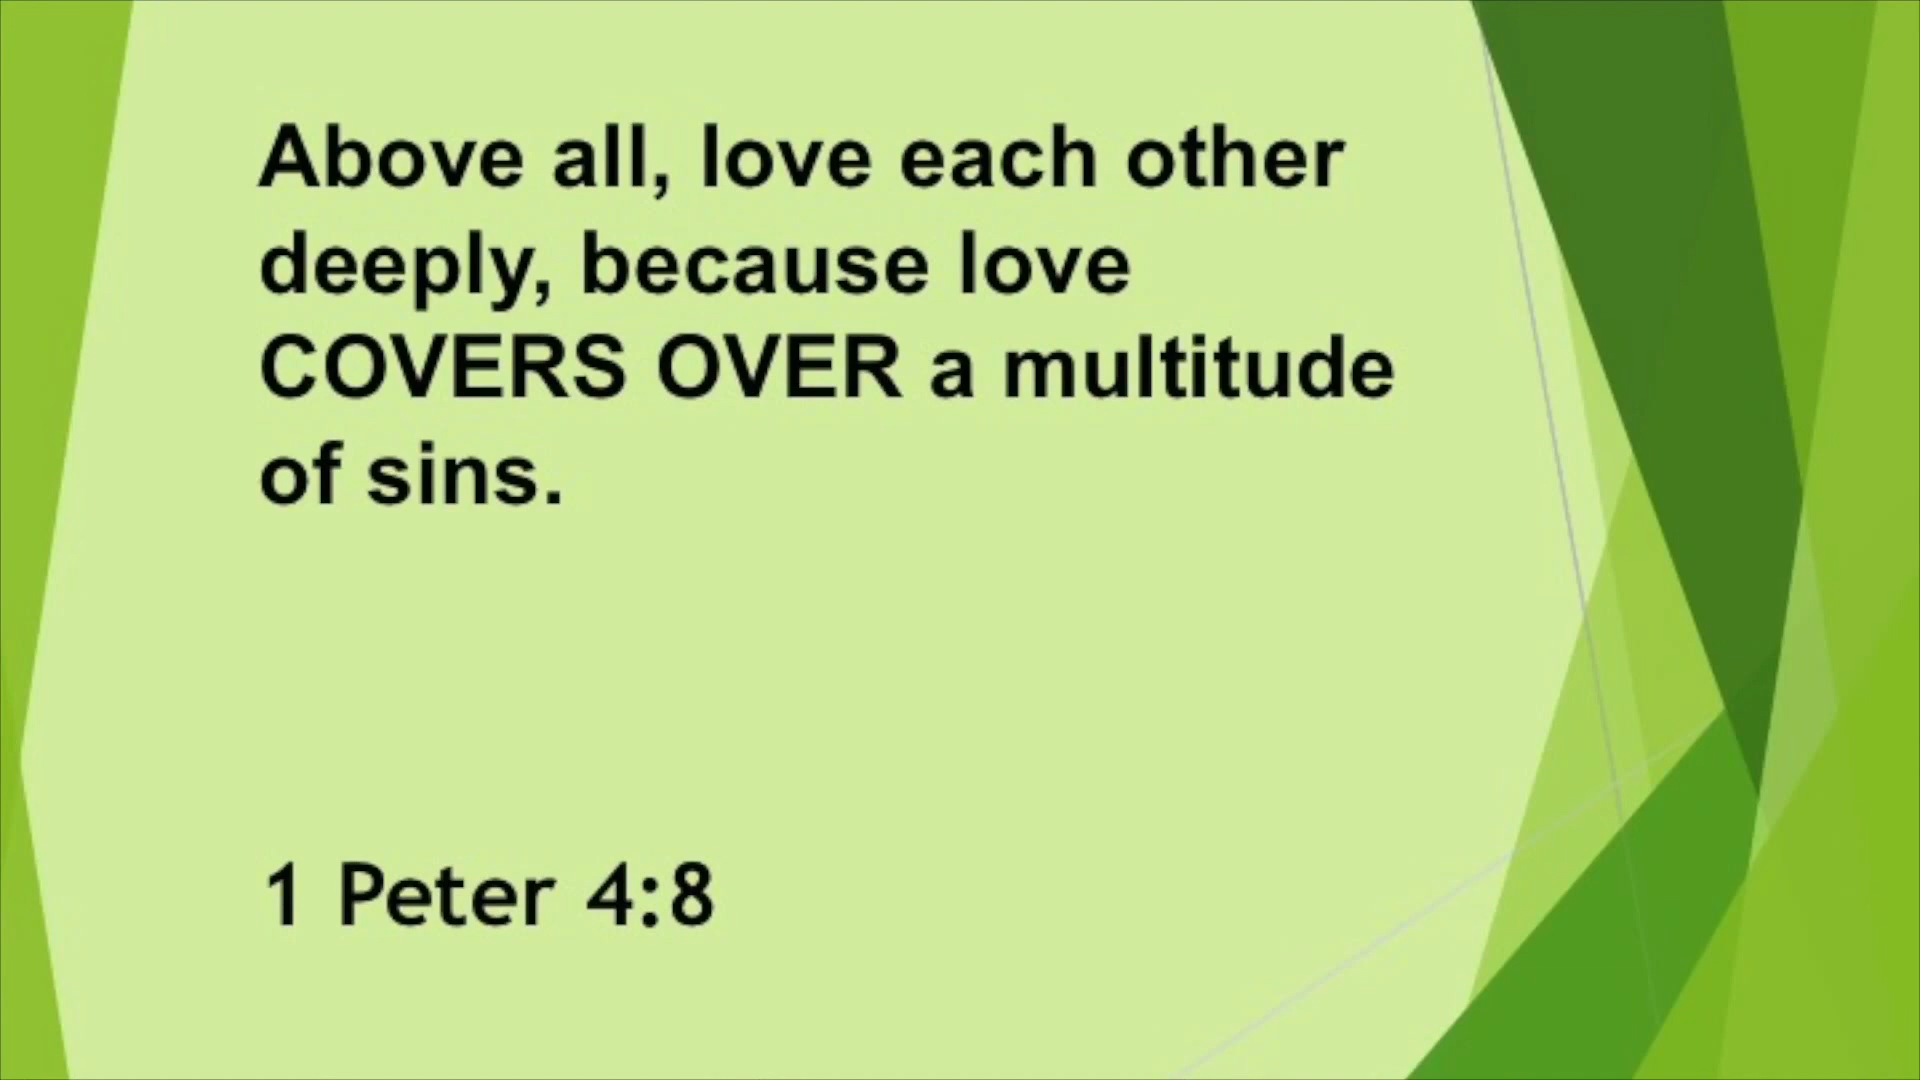 Above all, love each other
deeply, because love
COVERS OVER a multitude
of sins.
1 Peter 4:8